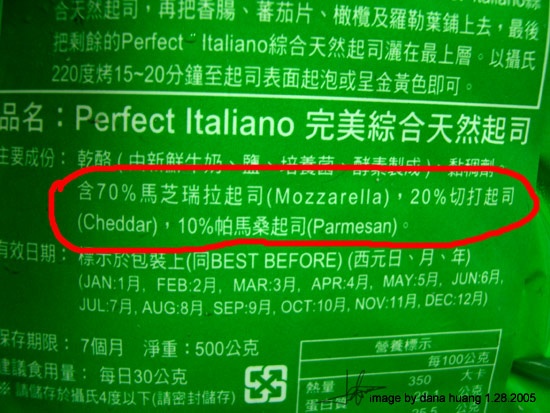 起司,再把香腸、蕃茄片、橄欖及羅勒葉鋪上去,最後
把剩餘的Perfect Italiano綜合天然起司灑在最上層。以攝氏
220度烤15~20分鐘至起司表面起泡或呈金黃色即可。
品名:Perfect Italiano 完美綜合天然起司
主要成份:乾酪(由新鮮牛奶、鹽、培養菌、酵素製成)、黏稠劑。
含70%馬芝瑞拉起司(Mozzarella),20%切打起司
(Cheddar),10%帕馬桑起司(Parmesan)。
有效日期:標示於包裝上(同BEST BEFORE) (西元日、月、年)
(JAN:1月, FEB:2月, MAR:3月, APR:4月, MAY:5月, JUN:6月,
JUL:7月, AUG:8月, SEP:9月, OCT:10月, NOV:11月, DEC:12月)
保存期限:7個月 淨重:500公克
建議食用量:每日30公克
※ 請儲存於攝氏4度以下(請密封儲存)
營養標示
每100公克
熱量 350 大卡
蛋白質
image by dana huang 1.28.2005